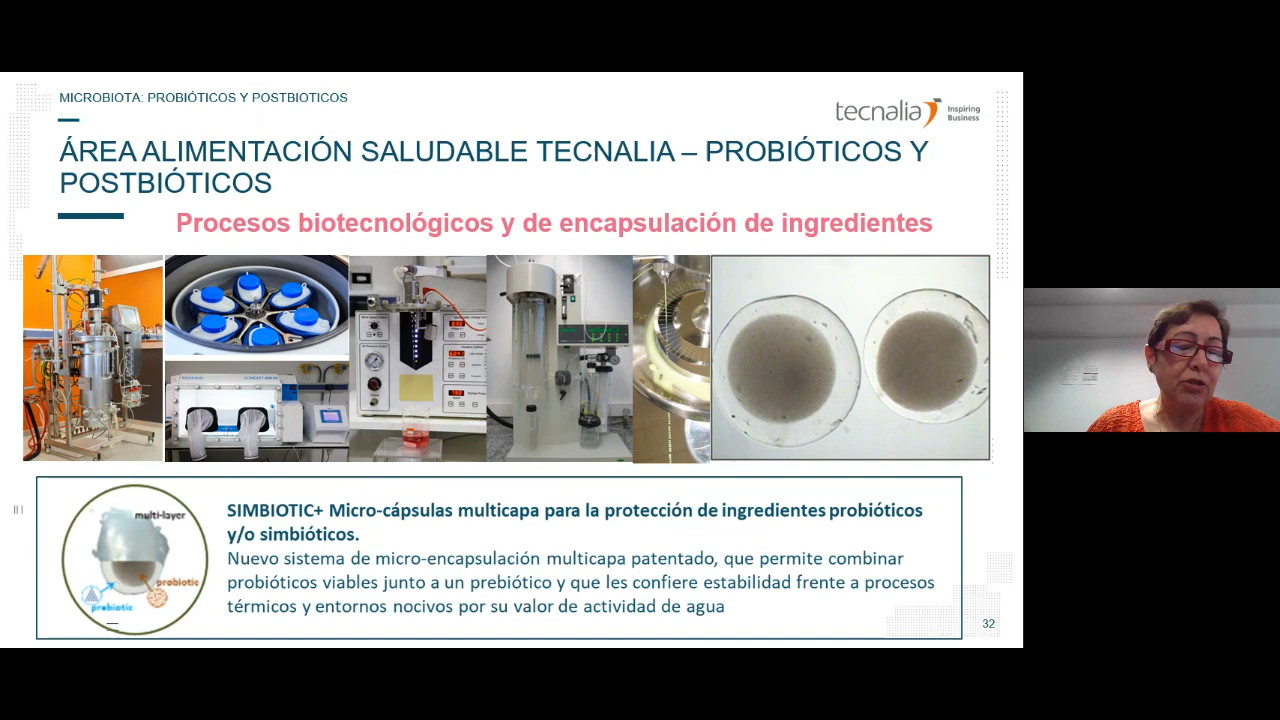 MICROBIOTA: PROBIÓTICOS Y POSTBIOTICOS
tecnalia Inspiring Business
ÁREA ALIMENTACIÓN SALUDABLE TECNALIA – PROBIÓTICOS Y
POSTBIÓTICOS
Procesos biotecnológicos y de encapsulación de ingredientes
multi-layer
probiotic
prebiotic
SIMBIOTIC+ Micro-cápsulas multicapa para la protección de ingredientes probióticos
y/o simbióticos.
Nuevo sistema de micro-encapsulación multicapa patentado, que permite combinar
probióticos viables junto a un prebiótico y que les confiere estabilidad frente a procesos
térmicos y entornos nocivos por su valor de actividad de agua
32